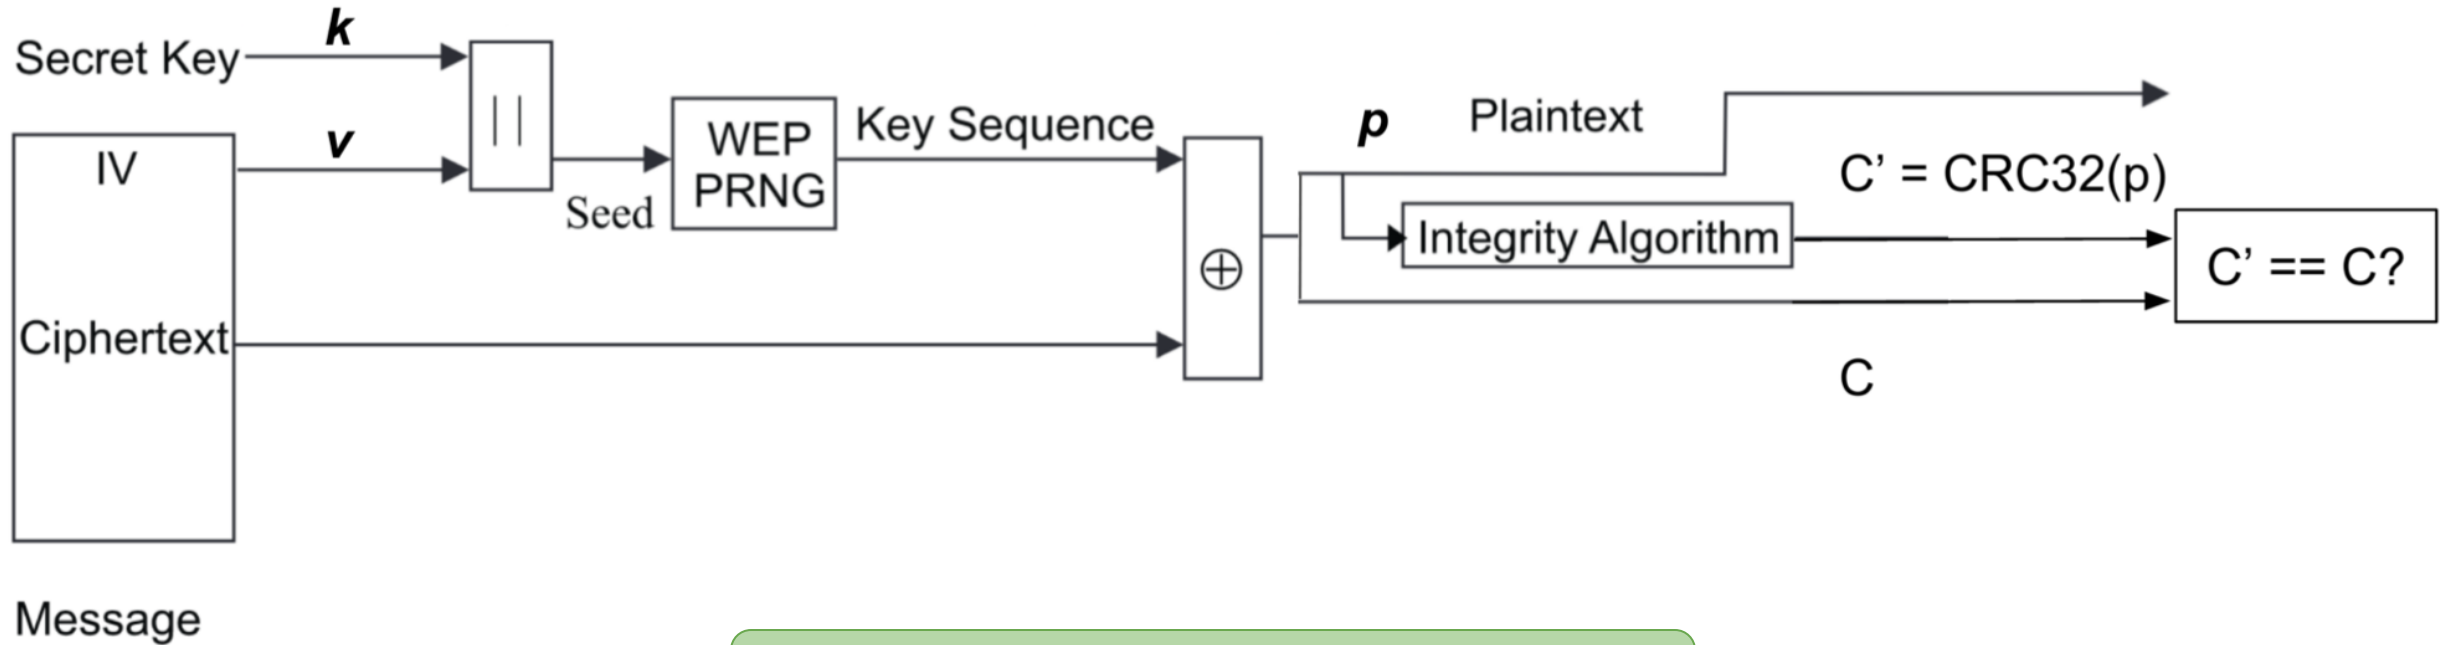 Secret Key
k
IV
v
||
Seed
WEP
PRNG
Key Sequence
Ciphertext
⊕
p
Plaintext
C’ = CRC32(p)
Integrity Algorithm
C’ == C?
C
Message